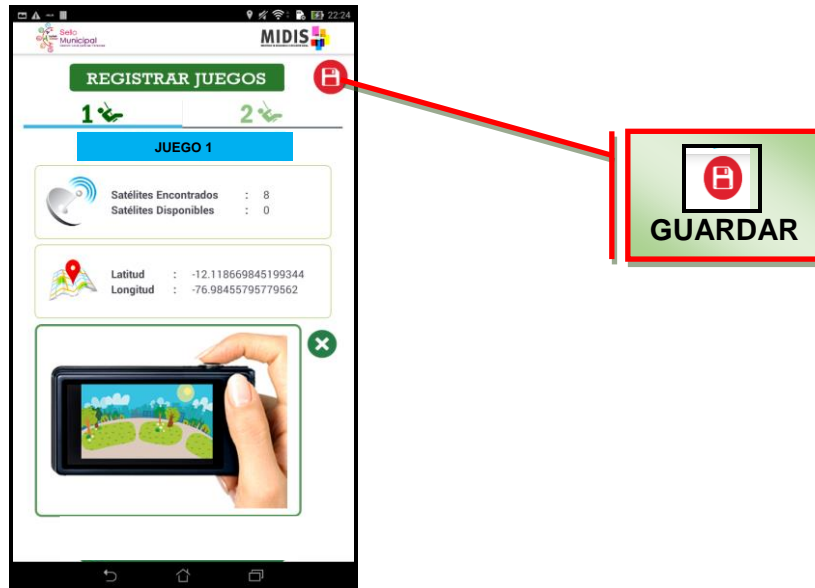 22:24
Sello
Municipal
MIDIS
REGISTRAR JUEGOS
1
2
JUEGO 1
Satélites Encontrados : 8
Satélites Disponibles : 0
Latitud : -12.118669845199344
Longitud : -76.98455795779562
GUARDAR